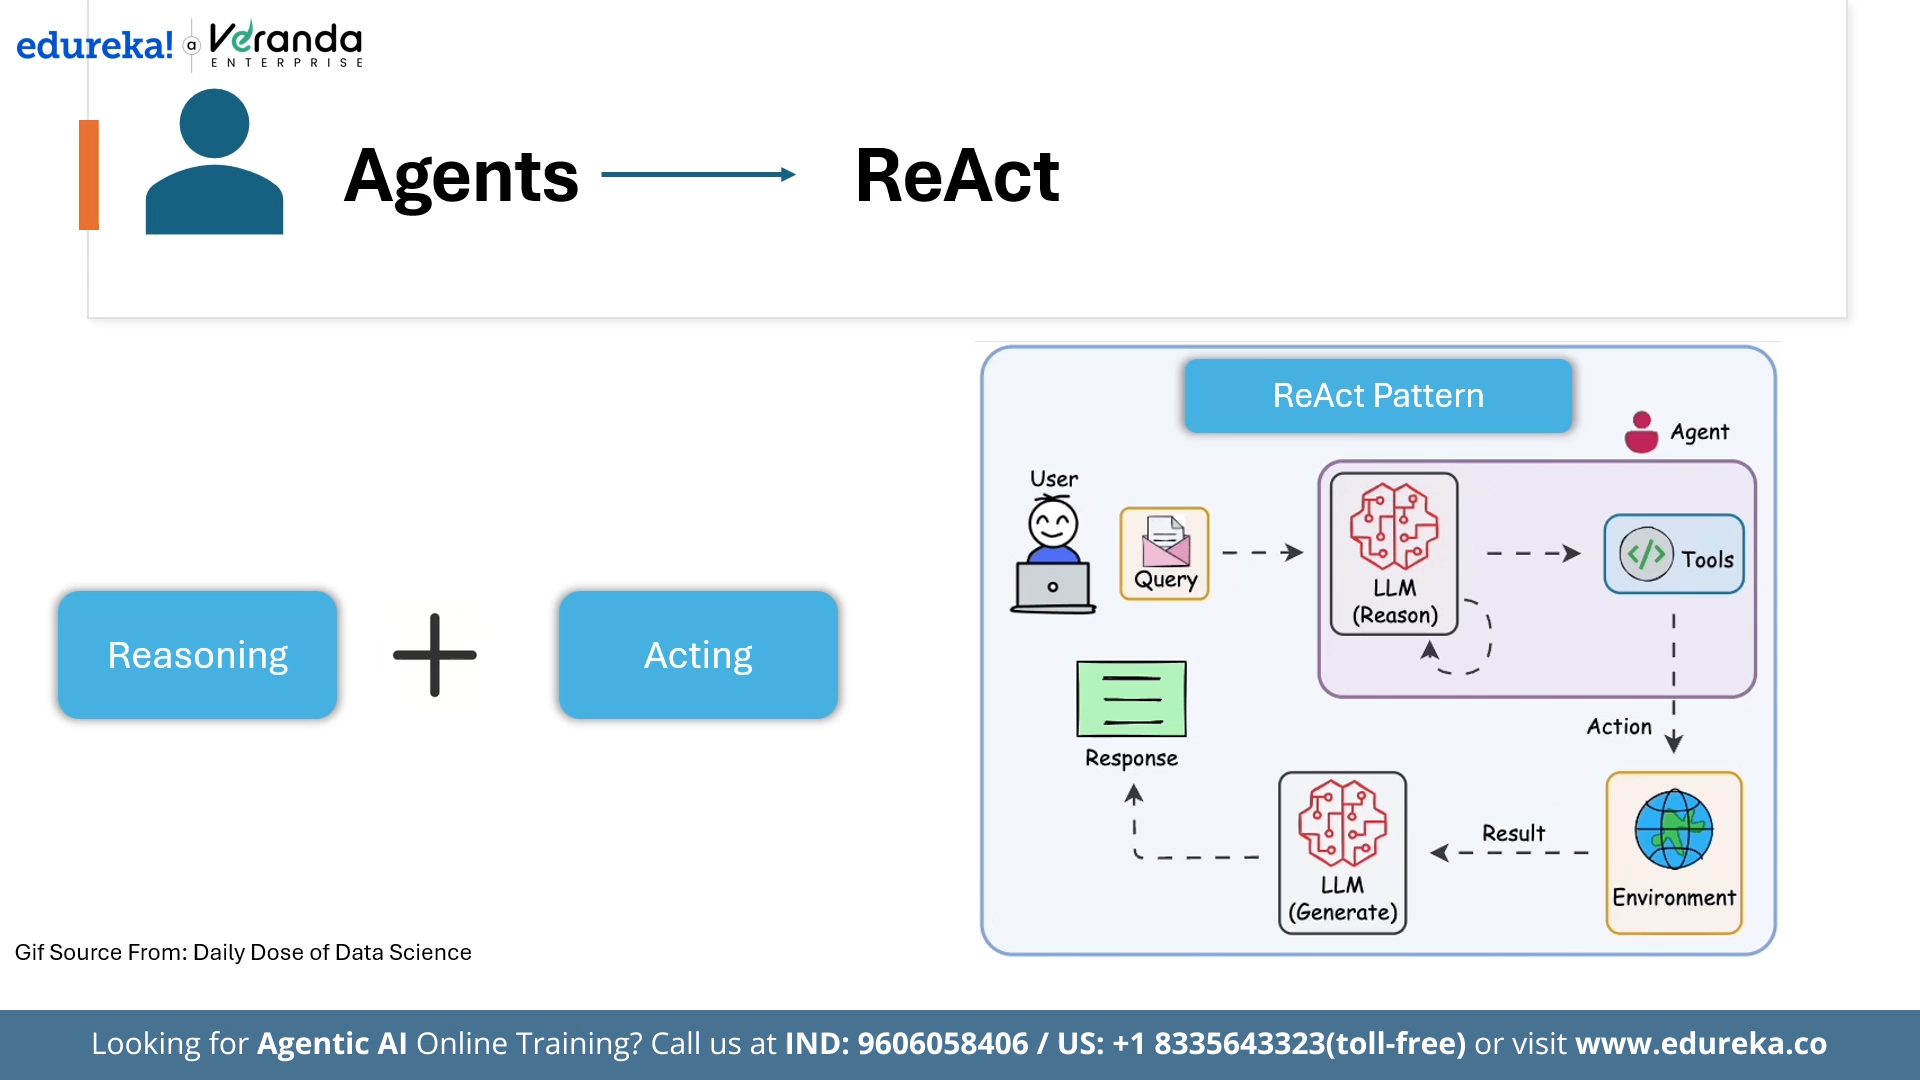 edureka! a Veranda
ENTERPRISE
Agents ReAct
Reasoning
Acting
ReAct Pattern
Agent
User
Query
LLM
(Reason)
Tools
Action
Response
LLM
(Generate)
Result
Environment
Gif Source From: Daily Dose of Data Science
Looking for Agentic AI Online Training? Call us at IND: 9606058406 / US: +1 8335643323(toll-free) or visit www.edureka.co